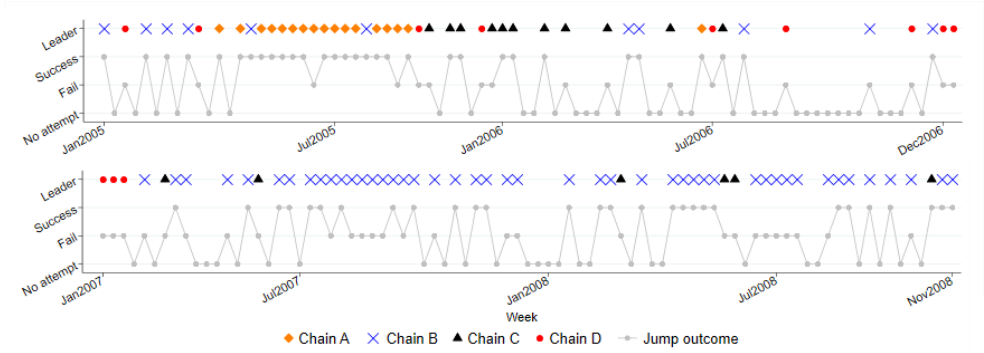 Leader
Success
Fail
No attempt
Jan2005
Jul2005
Jan2006
Jul2006
Dec2006
Leader
Success
Fail
No attempt
Jan2007
Jul2007
Jan2008
Jul2008
Nov2008
Week
Chain A Chain B Chain C Chain D Jump outcome